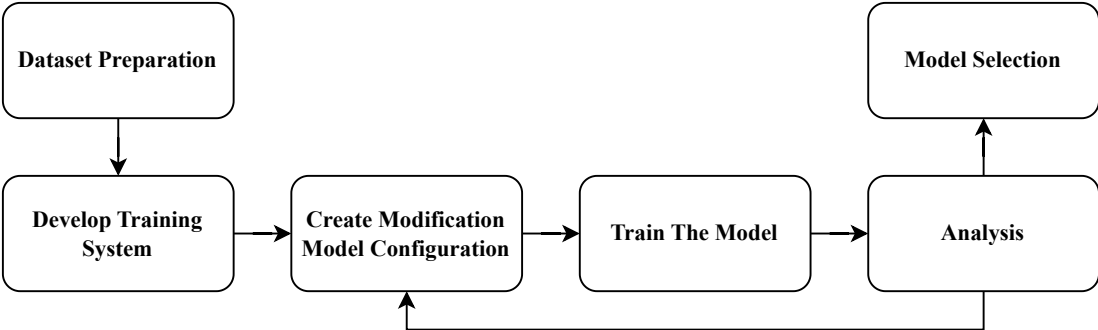 Dataset Preparation
Model Selection
Develop Training
System
Create Modification
Model Configuration
Train The Model
Analysis